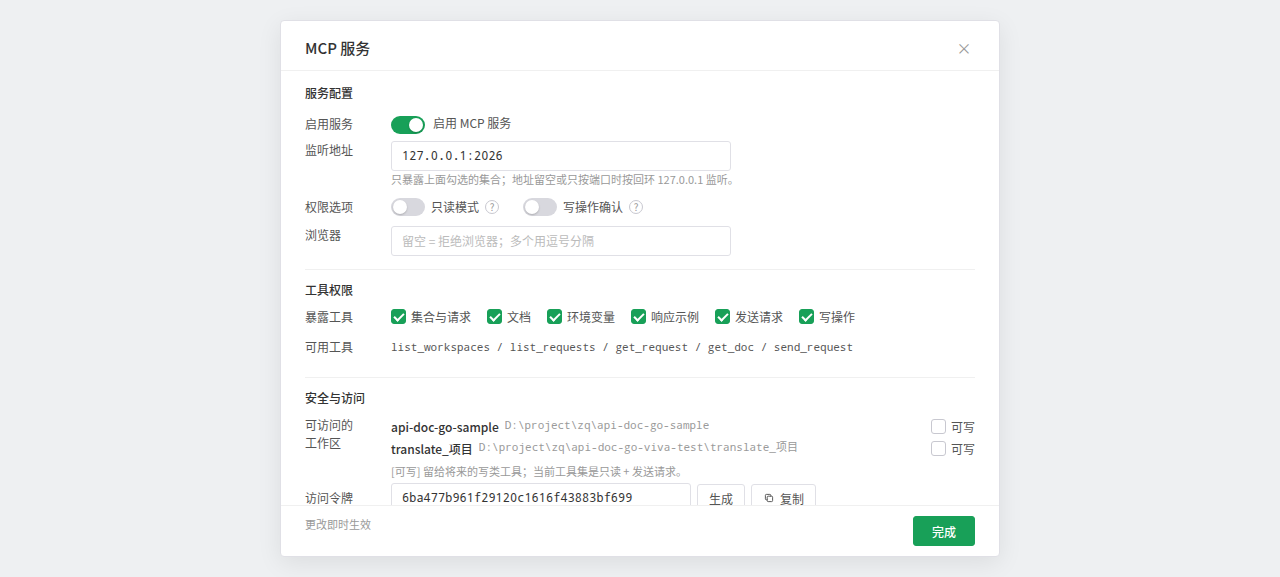 MCP 服务
服务配置
启用服务 启用 MCP 服务
监听地址 127.0.0.1:2026
只暴露上面勾选的集合；地址留空或只按端口时按回环 127.0.0.1 监听。
权限选项 只读模式 ? 写操作确认 ?
浏览器 留空 = 拒绝浏览器；多个用逗号分隔
工具权限
暴露工具 集合与请求 文档 环境变量 响应示例 发送请求 写操作
可用工具 list_workspaces / list_requests / get_request / get_doc / send_request
安全与访问
可访问的工作区 api-doc-go-sample D:\project\zq\api-doc-go-sample 可写
translate_项目 D:\project\zq\api-doc-go-viva-test\translate_项目 可写
[可写] 留给将来的写类工具；当前工具集是只读 + 发送请求。
访问令牌 6ba477b961f29120c1616f43883bf699 生成 复制
更改即时生效 完成